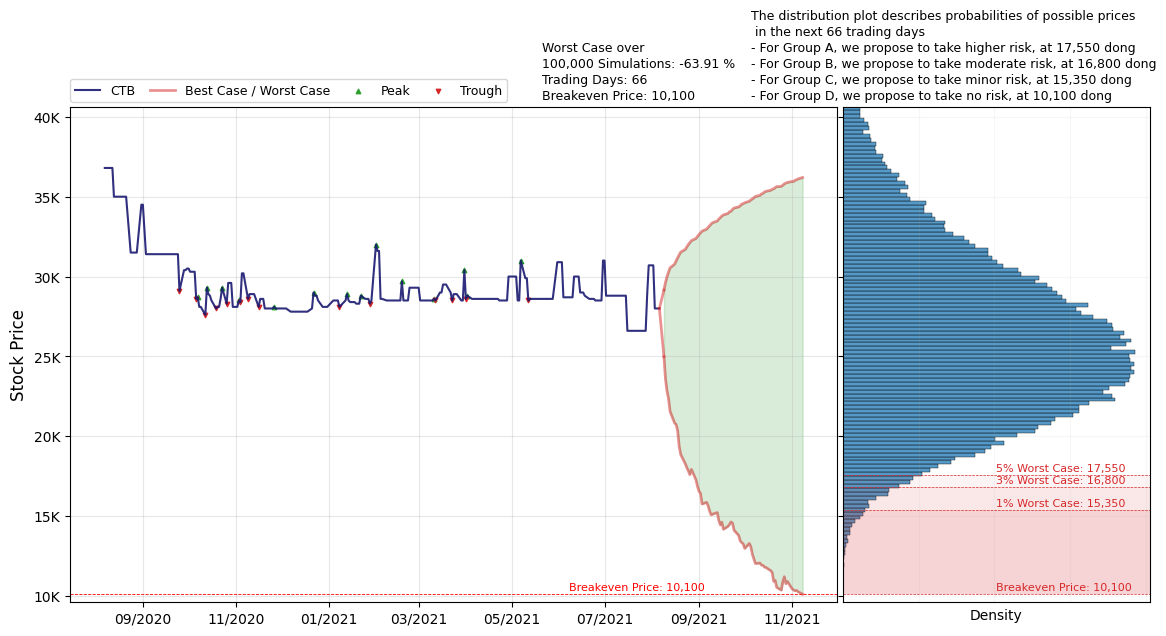 The distribution plot describes probabilities of possible prices
in the next 66 trading days
- For Group A, we propose to take higher risk, at 17,550 dong
- For Group B, we propose to take moderate risk, at 16,800 dong
- For Group C, we propose to take minor risk, at 15,350 dong
- For Group D, we propose to take no risk, at 10,100 dong
Worst Case over
100,000 Simulations: -63.91 %
Trading Days: 66
Breakeven Price: 10,100
CTB
Best Case / Worst Case
Peak
Trough
Stock Price
40K
35K
30K
25K
20K
15K
10K
Breakeven Price: 10,100
09/2020
11/2020
01/2021
03/2021
05/2021
07/2021
09/2021
11/2021
5% Worst Case: 17,550
3% Worst Case: 16,800
1% Worst Case: 15,350
Breakeven Price: 10,100
Density